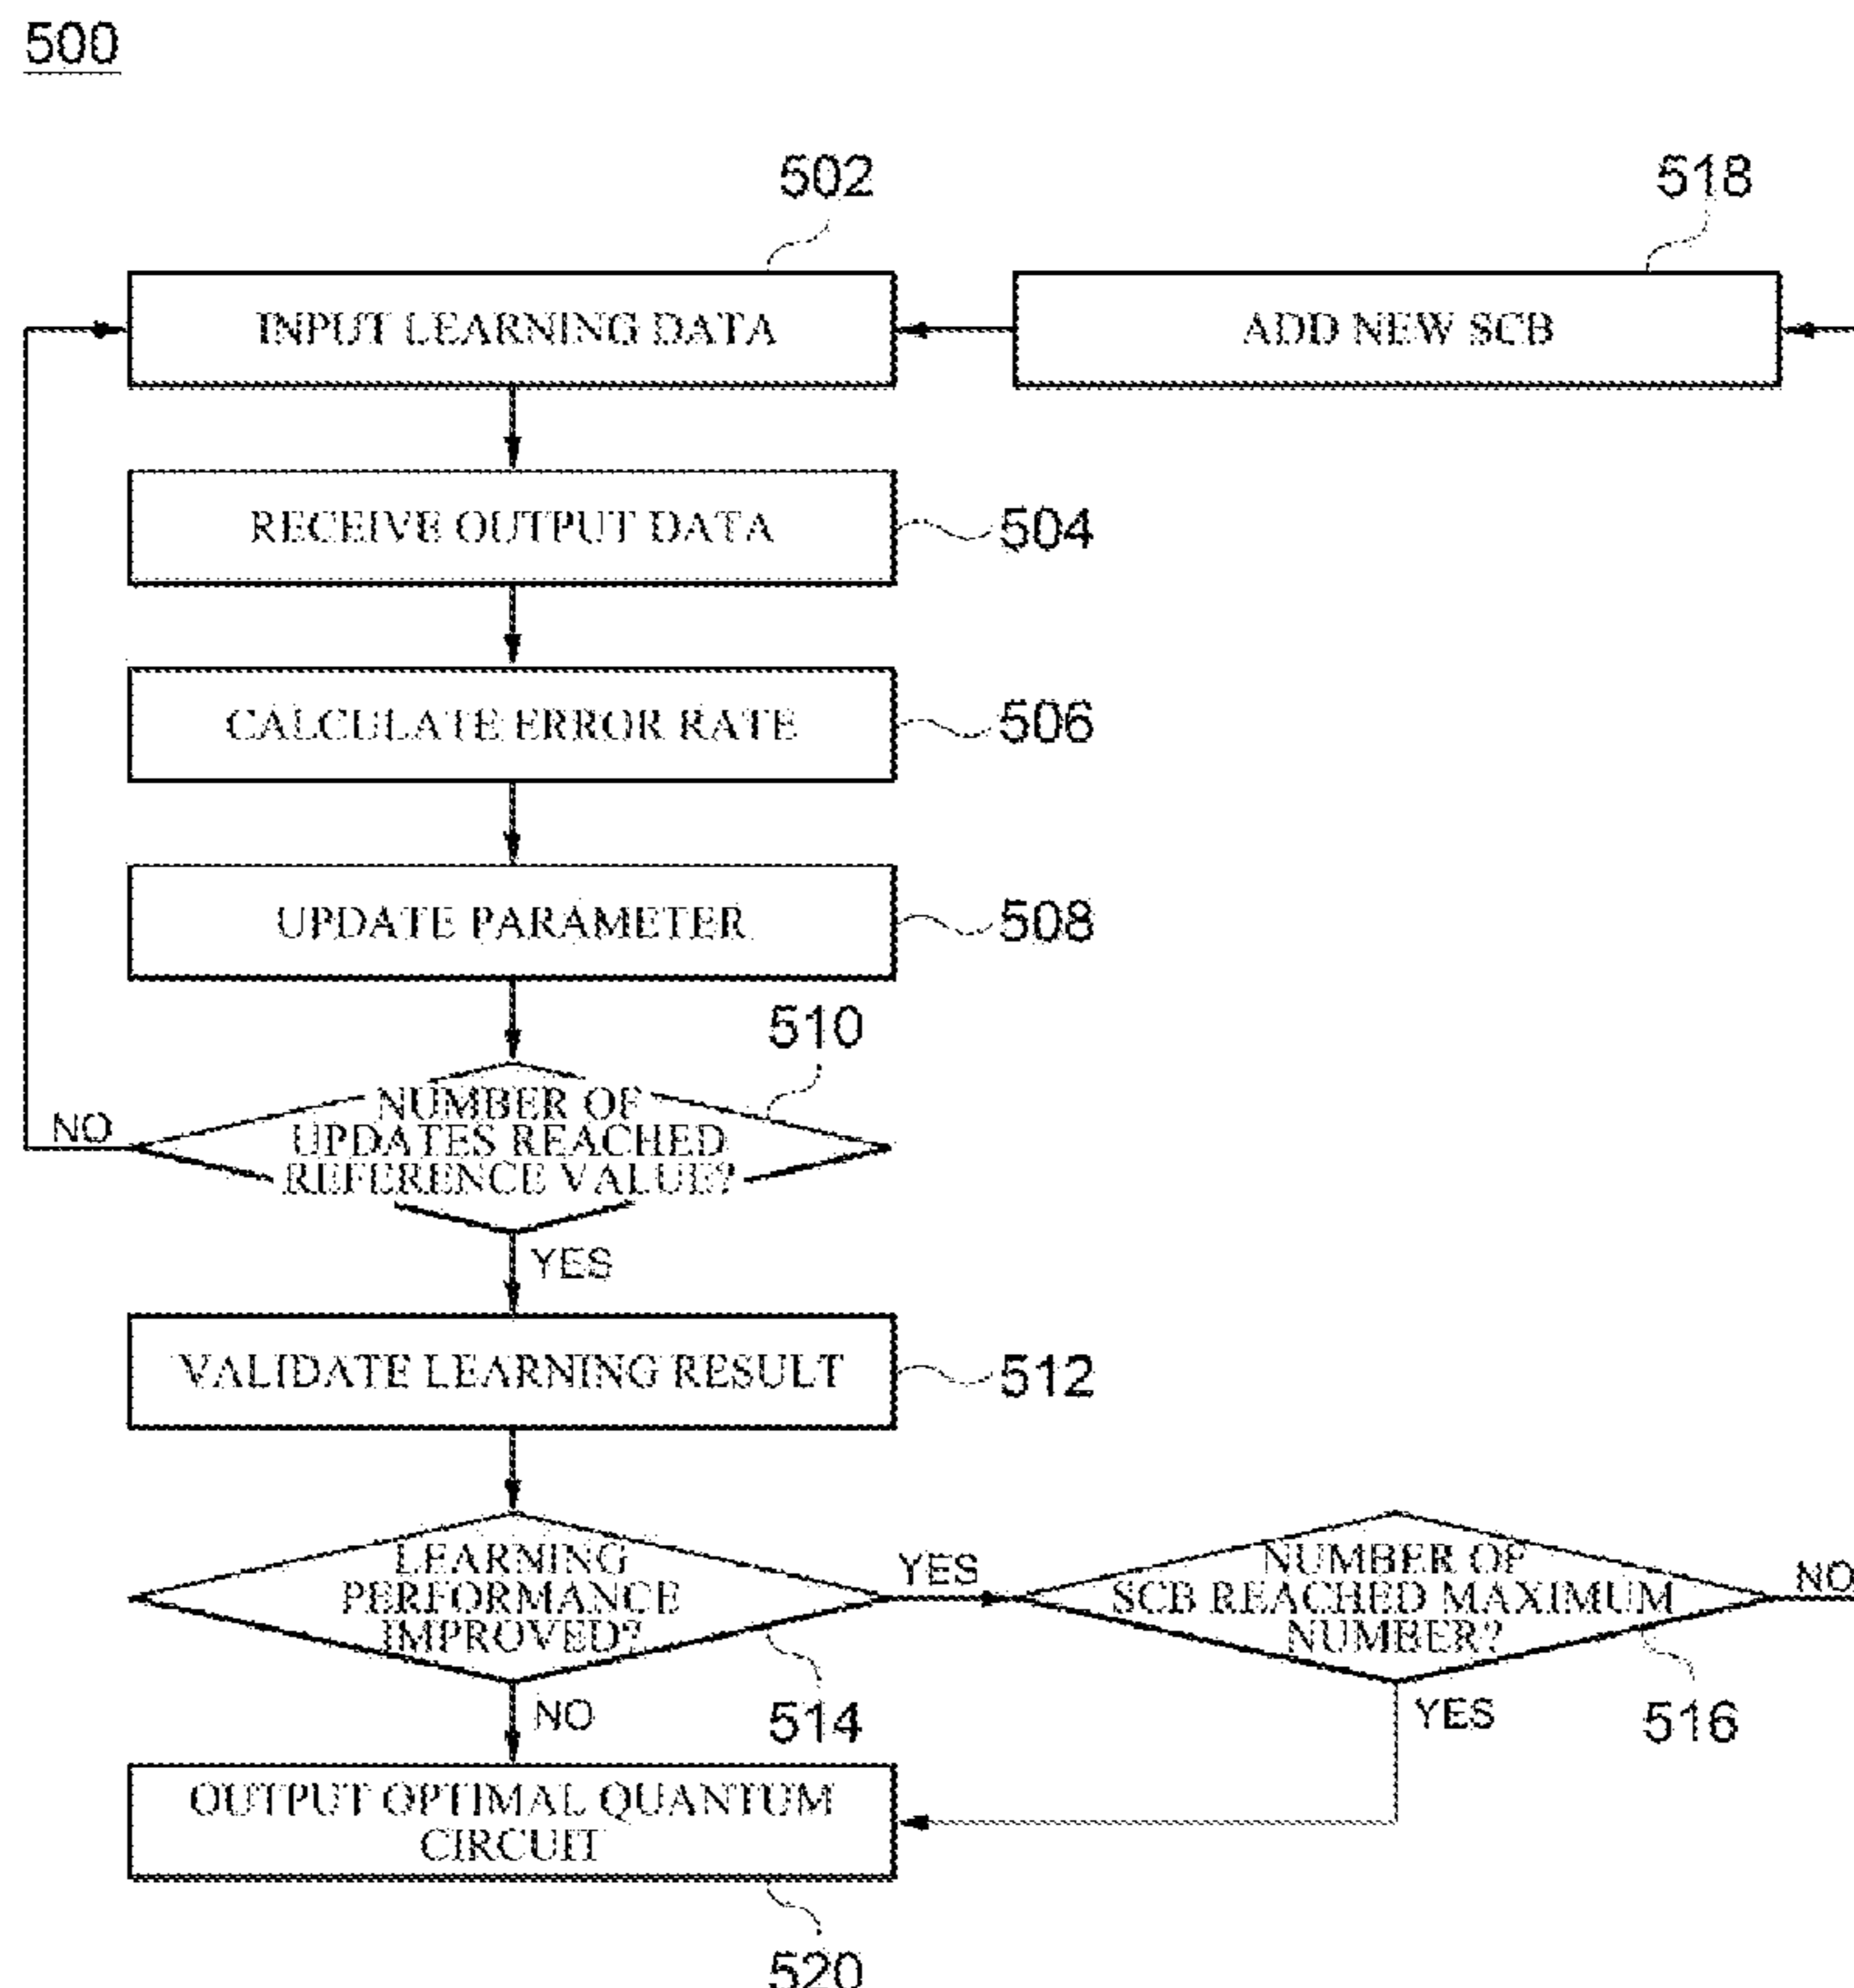 500
502
518
INPUT LEARNING DATA
ADD NEW SCB
RECEIVE OUTPUT DATA
504
CALCULATE ERROR RATE
506
UPDATE PARAMETER
508
510
NUMBER OF
UPDATES REACHED
REFERENCE VALUE?
NO
YES
VALIDATE LEARNING RESULT
512
LEARNING
PERFORMANCE
IMPROVED?
YES
NUMBER OF
SCB REACHED MAXIMUM
NUMBER?
NO
NO
514
YES
516
OUTPUT OPTIMAL QUANTUM
CIRCUIT
520